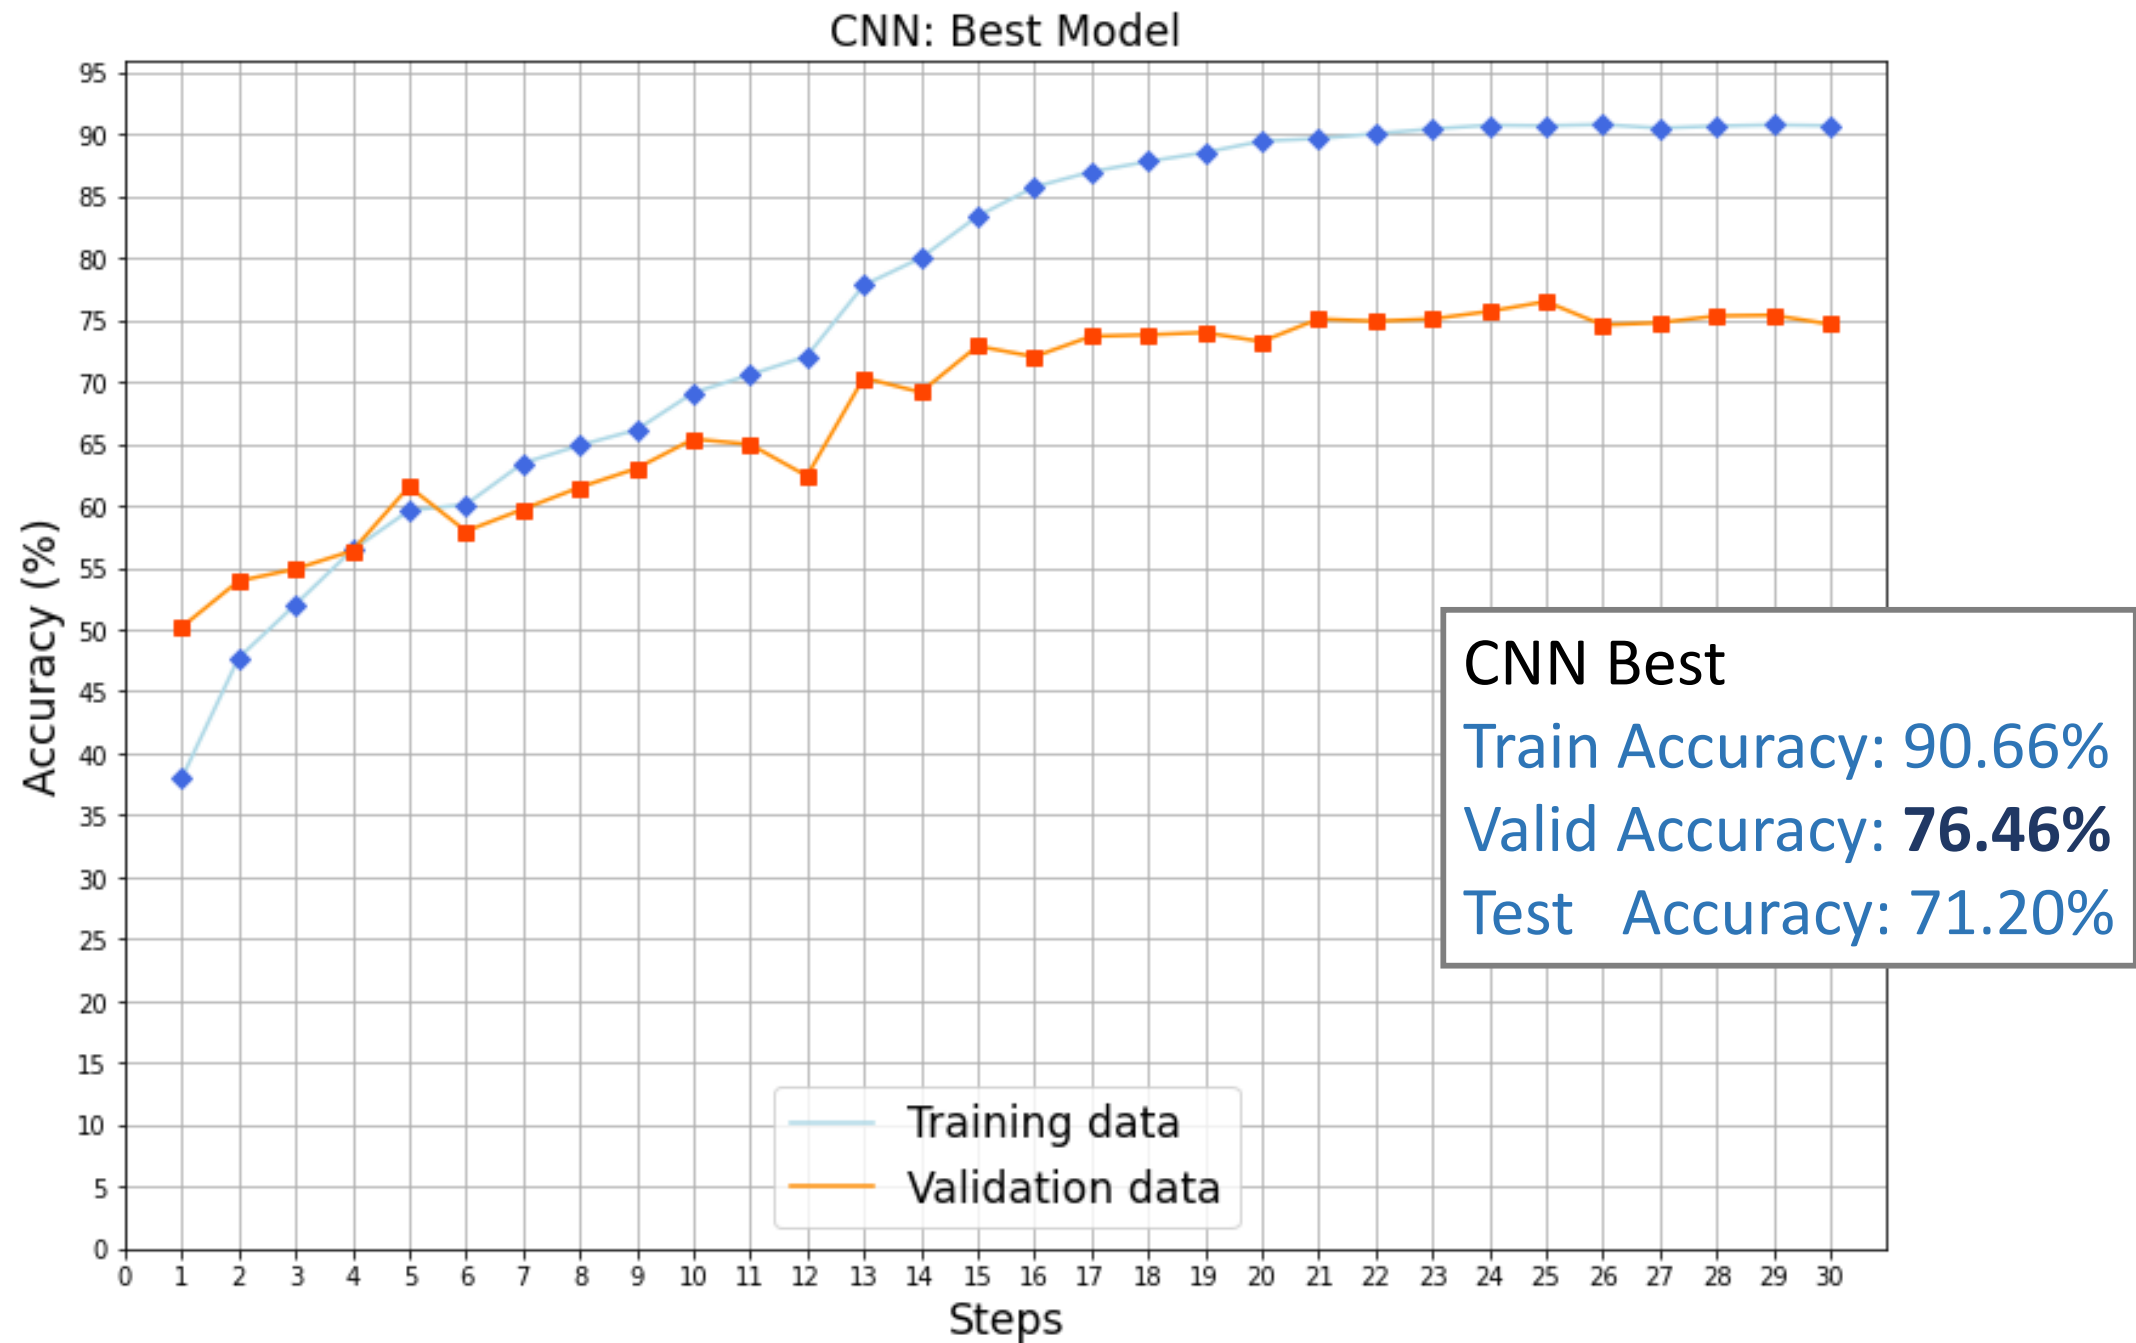 CNN: Best Model
95
90
85
80
75
70
65
60
55
50
45
40
35
30
25
20
15
10
5
0
Accuracy (%)
CNN Best
Train Accuracy: 90.66%
Valid Accuracy: 76.46%
Test Accuracy: 71.20%
Training data
Validation data
0 1 2 3 4 5 6 7 8 9 10 11 12 13 14 15 16 17 18 19 20 21 22 23 24 25 26 27 28 29 30
Steps